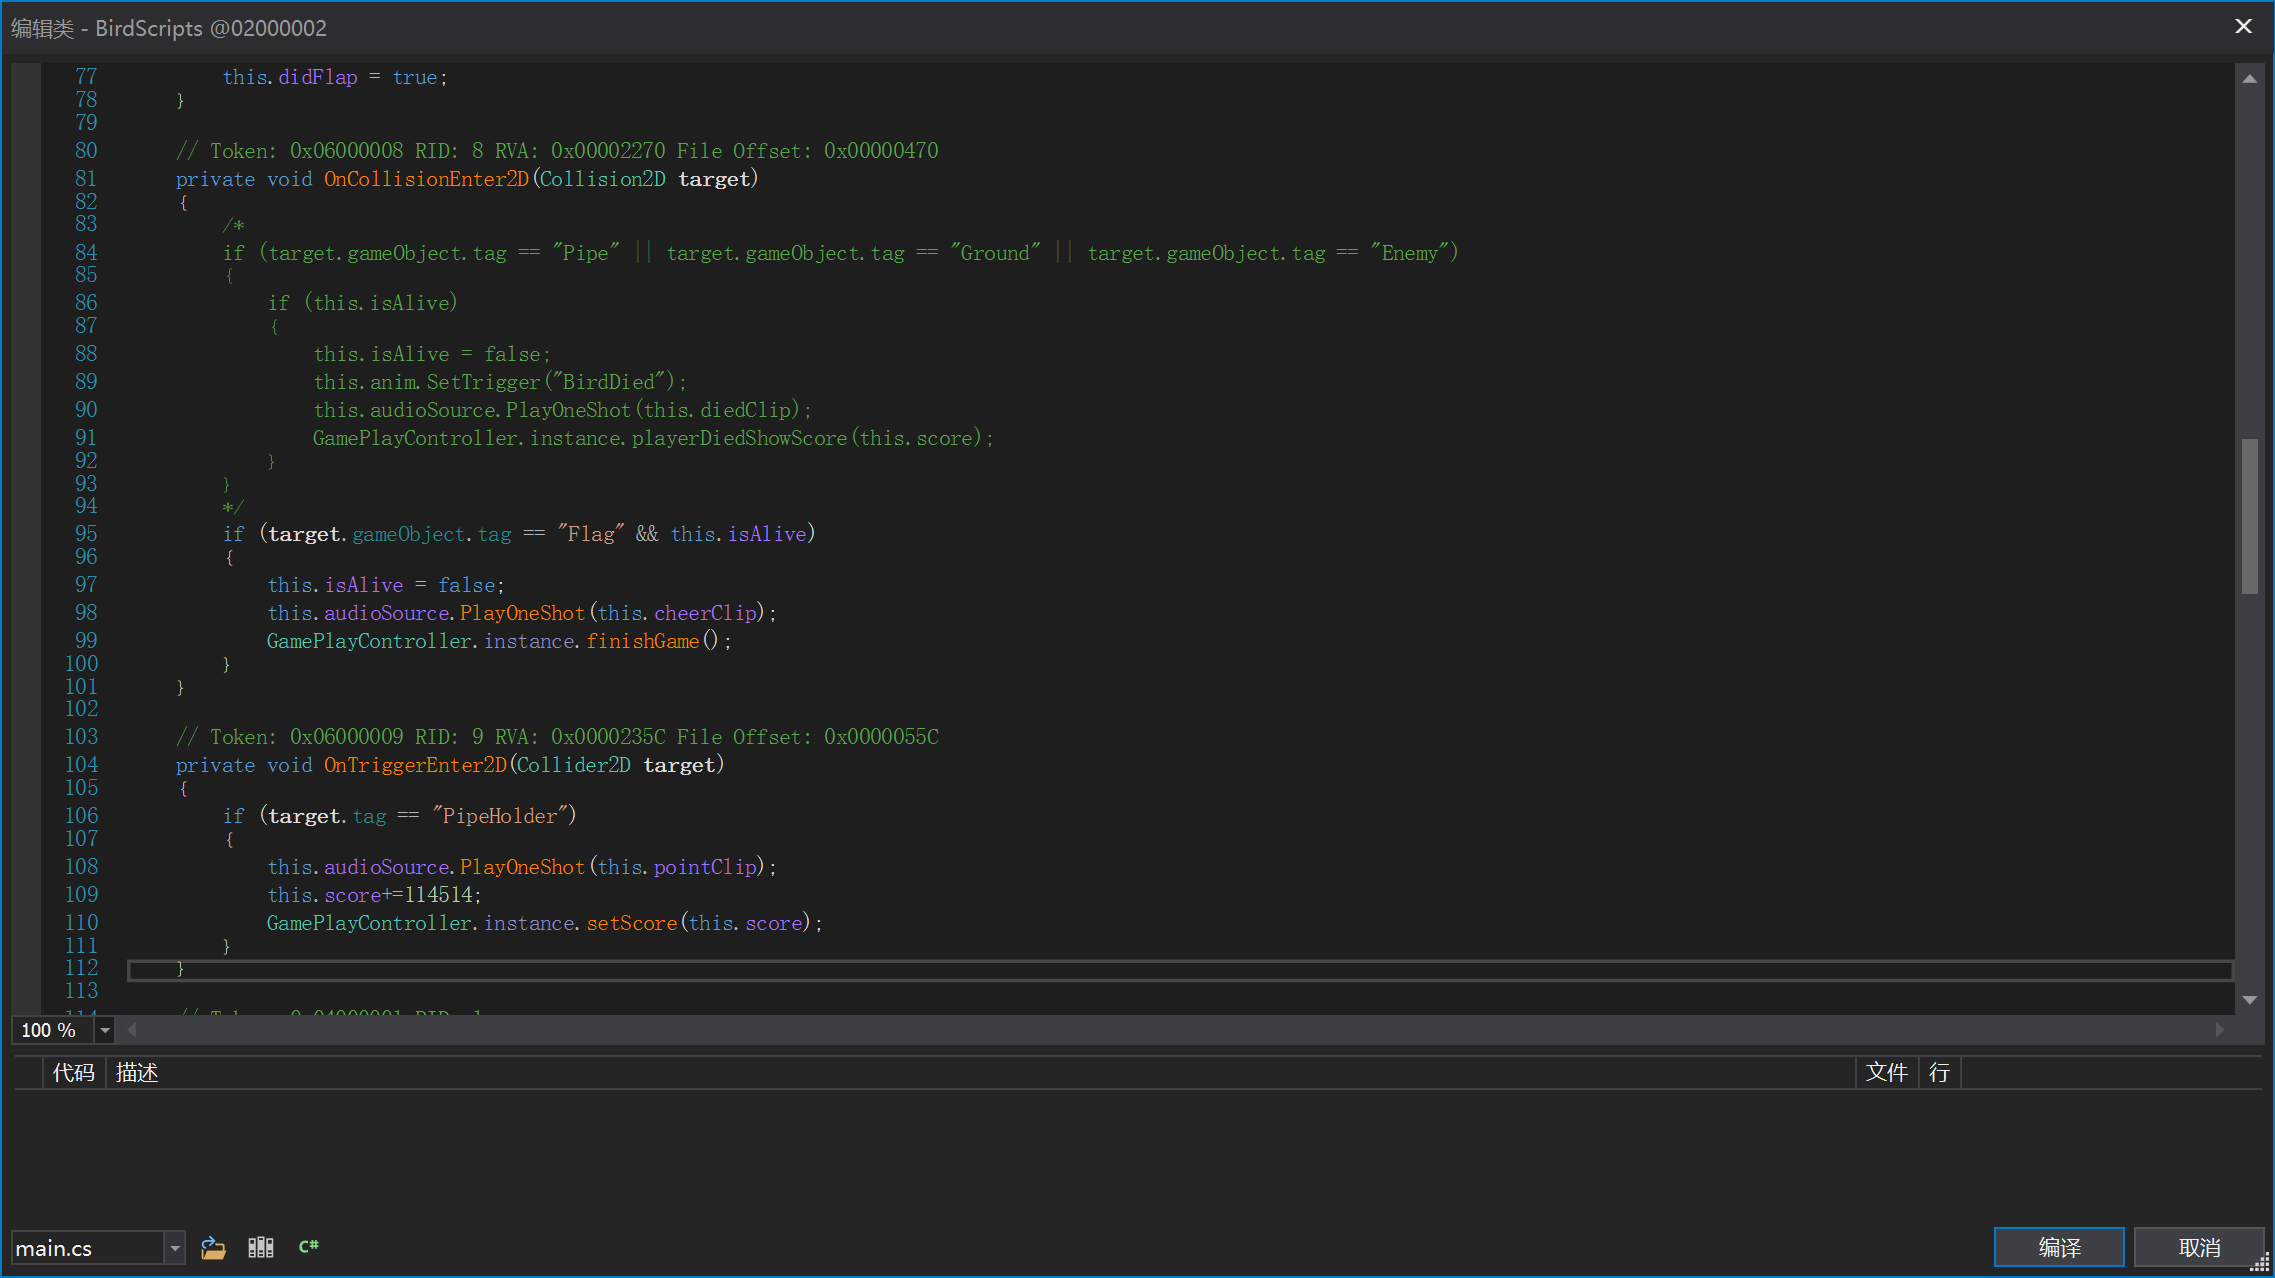 编辑类 - BirdScripts @02000002
77 this.didFlap = true;
78 }
79
80 // Token: 0x06000008 RID: 8 RVA: 0x00002270 File Offset: 0x00000470
81 private void OnCollisionEnter2D(Collision2D target)
82 {
83 /*
84 if (target.gameObject.tag == "Pipe" || target.gameObject.tag == "Ground" || target.gameObject.tag == "Enemy")
85 {
86 if (this.isAlive)
87 {
88 this.isAlive = false;
89 this.anim.SetTrigger("BirdDied");
90 this.audioSource.PlayOneShot(this.diedClip);
91 GamePlayController.instance.playerDiedShowScore(this.score);
92 }
93 }
94 */
95 if (target.gameObject.tag == "Flag" && this.isAlive)
96 {
97 this.isAlive = false;
98 this.audioSource.PlayOneShot(this.cheerClip);
99 GamePlayController.instance.finishGame();
100 }
101 }
102
103 // Token: 0x06000009 RID: 9 RVA: 0x0000235C File Offset: 0x0000055C
104 private void OnTriggerEnter2D(Collider2D target)
105 {
106 if (target.tag == "PipeHolder")
107 {
108 this.audioSource.PlayOneShot(this.pointClip);
109 this.score+=114514;
110 GamePlayController.instance.setScore(this.score);
111 }
112 }
113
100 %
代码 描述 文件 行
main.cs C# 编译 取消